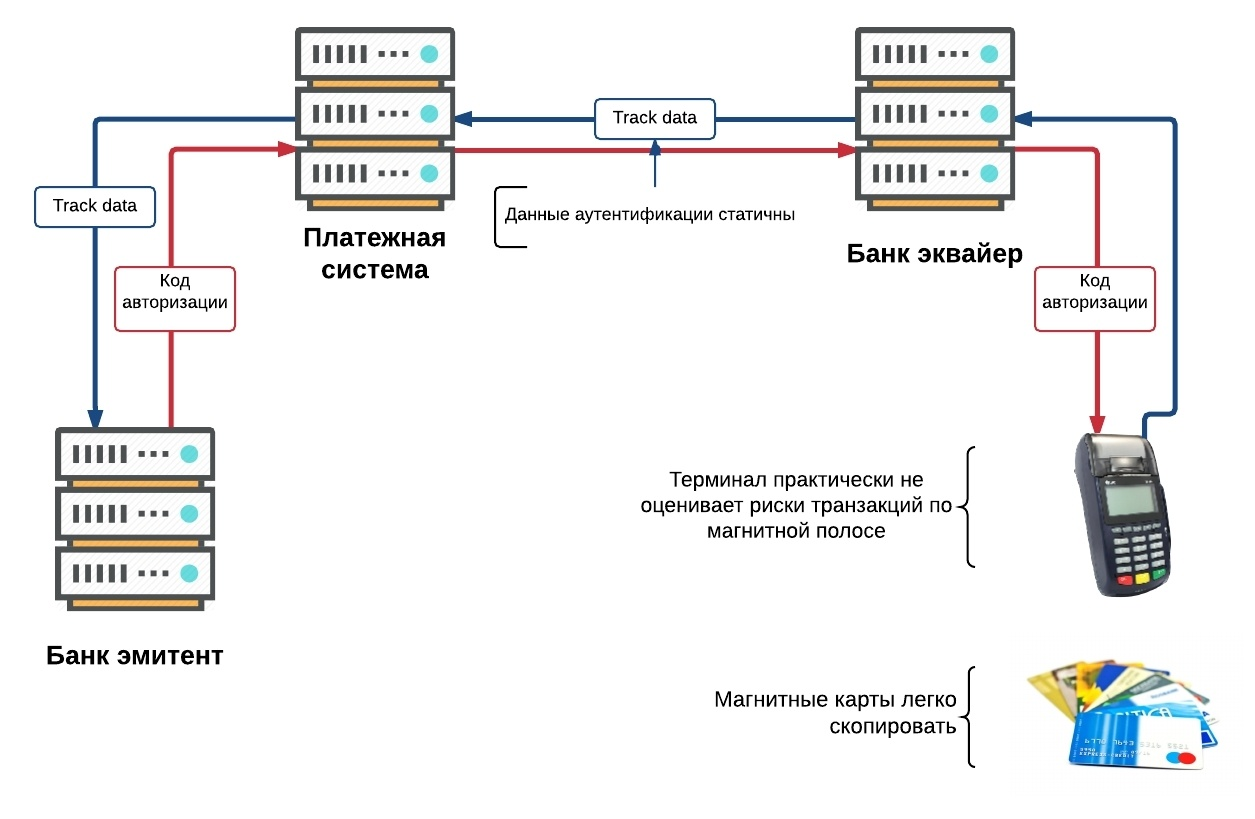 Track data
Track data
Данные аутентификации статичны
Платежная
система
Банк эквайер
Код
авторизации
Код
авторизации
Терминал практически не
оценивает риски транзакций по
магнитной полосе
Банк эмитент
Магнитные карты легко
скопировать